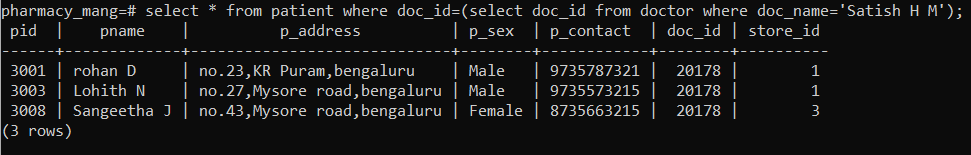 pharmacy_mang=# select * from patient where doc_id=(select doc_id from doctor where doc_name='Satish H M');
 pid  |    pname    |        p_address         | p_sex  | p_contact  | doc_id | store_id
------+-------------+--------------------------+--------+------------+--------+----------
 3001 | rohan D     | no.23,KR Puram,bengaluru    | Male   | 9735787321 |  20178 |        1
 3003 | Lohith N    | no.27,Mysore road,bengaluru | Male   | 9735573215 |  20178 |        1
 3008 | Sangeetha J | no.43,Mysore road,bengaluru | Female | 8735663215 |  20178 |        3
(3 rows)